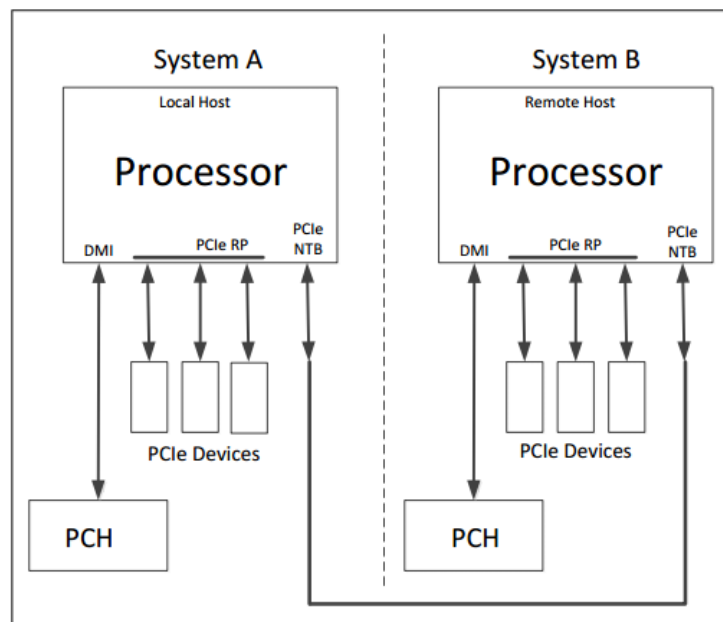 System A
Local Host
Processor
DMI
PCIe RP
PCIe
NTB
PCIe Devices
PCH
System B
Remote Host
Processor
DMI
PCIe RP
PCIe
NTB
PCIe Devices
PCH